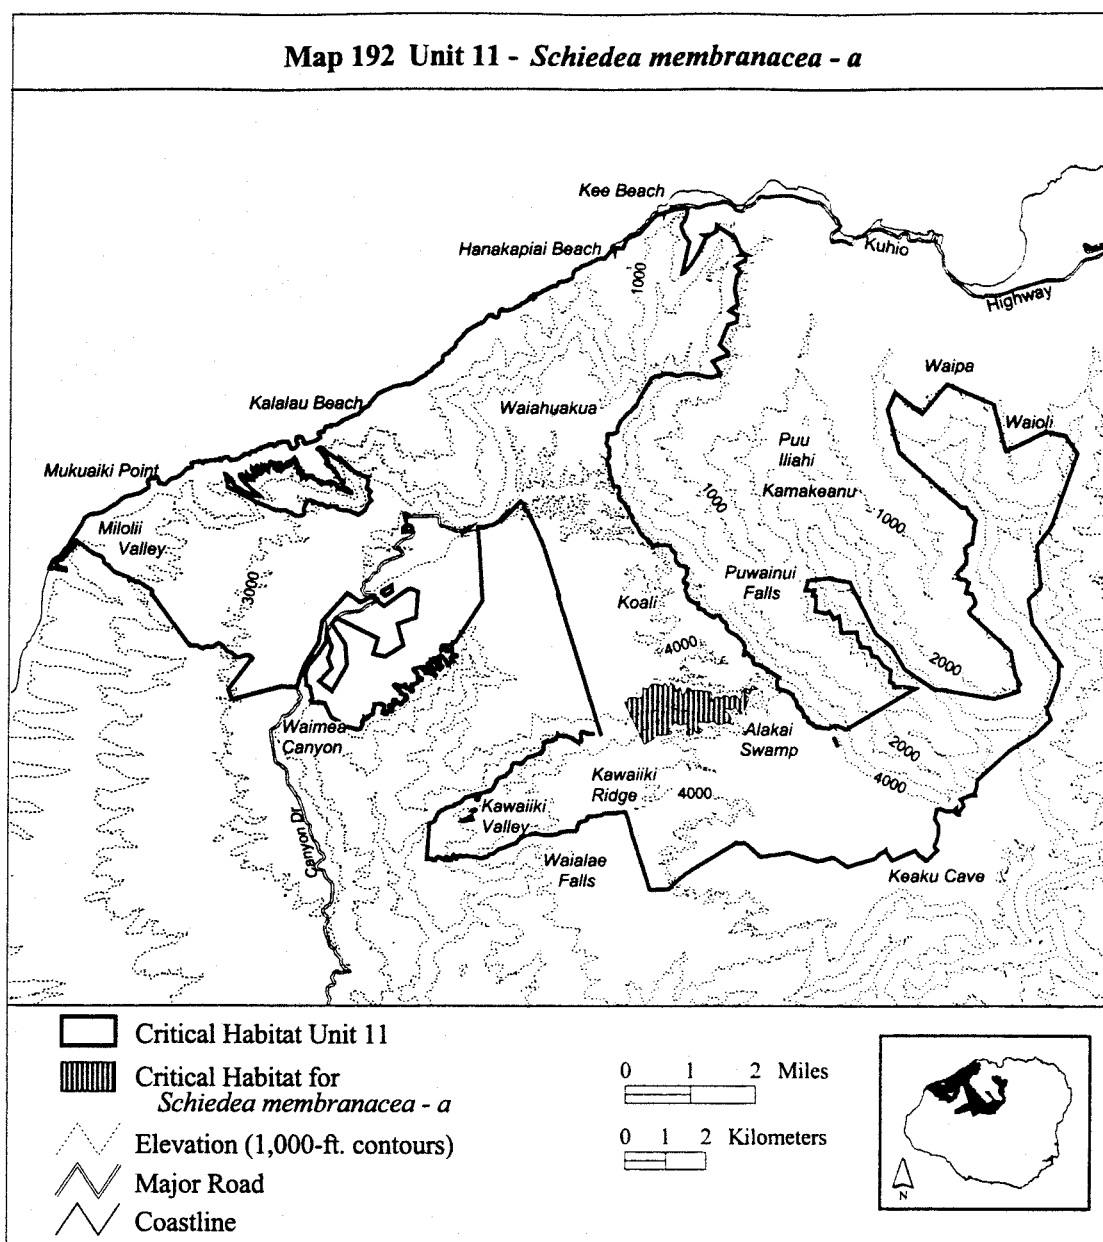 Map 192 Unit 11 - Schiedea membranacea - a
Kee Beach
Hanakapiai Beach
Kuhio
Highway
1000
Waipa
Kalalau Beach
Waiahuakua
Waioli
Puu
Iliahi
Mukuaiki Point
Kamakeanu
1000
1000
Milolii
Valley
Puwainui
Falls
3000
Koali
4000
2000
Waimea
Canyon
Alakai
Swamp
2000
Kawaiiki
Ridge
4000
4000
Kawaiiki
Valley
Canyon Dr
Waialae
Falls
Keaku Cave
Critical Habitat Unit 11
Critical Habitat for
Schiedea membranacea - a
Elevation (1,000-ft. contours)
Major Road
Coastline
0 1 2 Miles
0 1 2 Kilometers
N